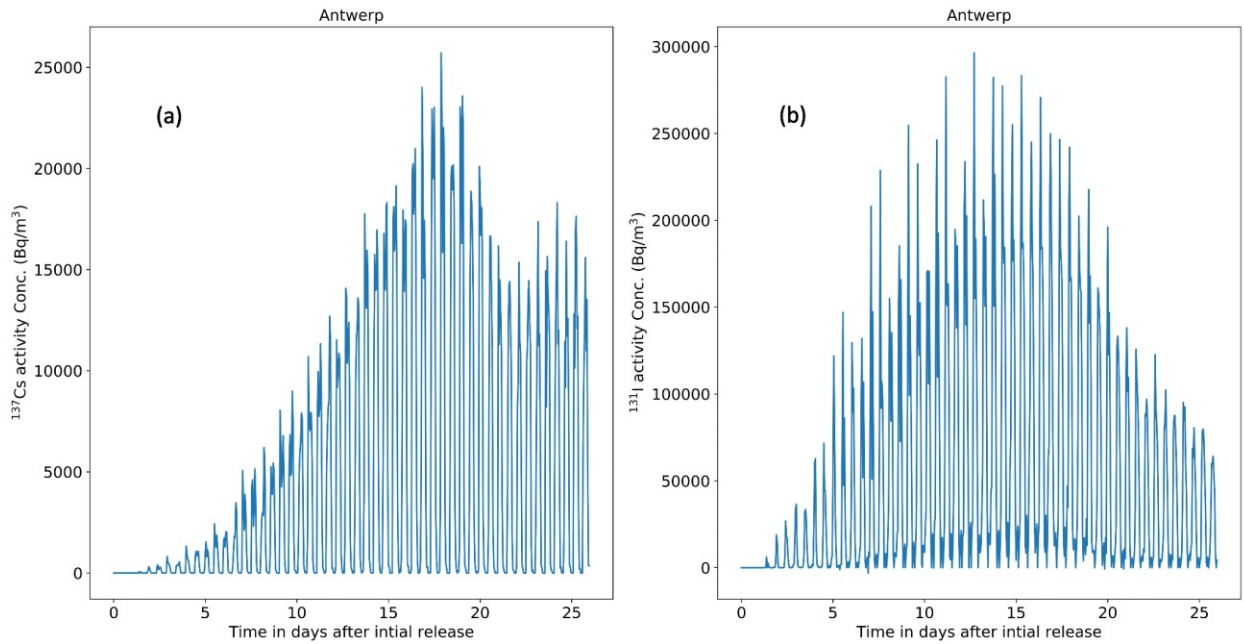 Antwerp
(a)
25000
20000
15000
10000
5000
0
¹³⁷Cs activity Conc. (Bq/m³)
0 5 10 15 20 25
Time in days after intial release
Antwerp
(b)
300000
250000
200000
150000
100000
50000
0
¹³¹I activity Conc. (Bq/m³)
0 5 10 15 20 25
Time in days after intial release